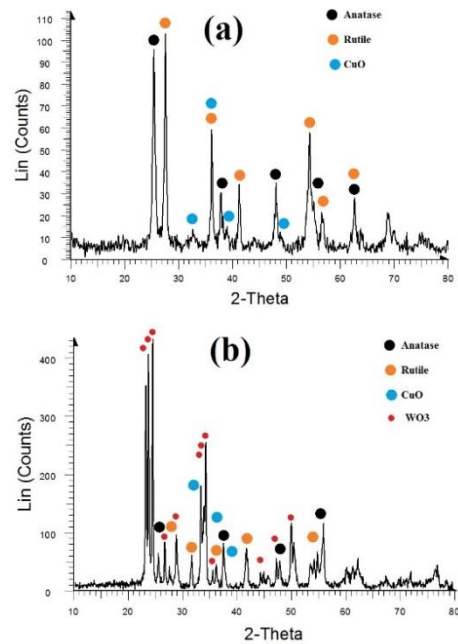 (a)
Anatase
Rutile
CuO
110
100
90
80
70
60
50
40
30
20
10
0
Lin (Counts)
10 20 30 40 50 60 70 80
2-Theta
(b)
Anatase
Rutile
CuO
WO3
400
300
200
100
0
Lin (Counts)
10 20 30 40 50 60 70 80
2-Theta